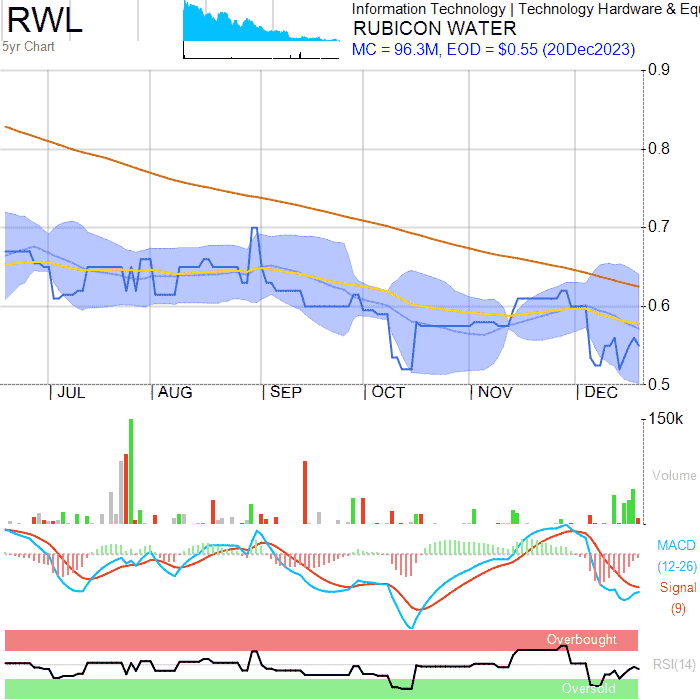 RWL
5yr Chart
Information Technology | Technology Hardware & Equ
RUBICON WATER
MC = 96.3M, EOD = $0.55 (20Dec2023)
0.9
0.8
0.7
0.6
0.5
| JUL | AUG | SEP | OCT | NOV | DEC
150k
Volume
MACD
(12-26)
Signal
(9)
Overbought
RSI(14)
Oversold